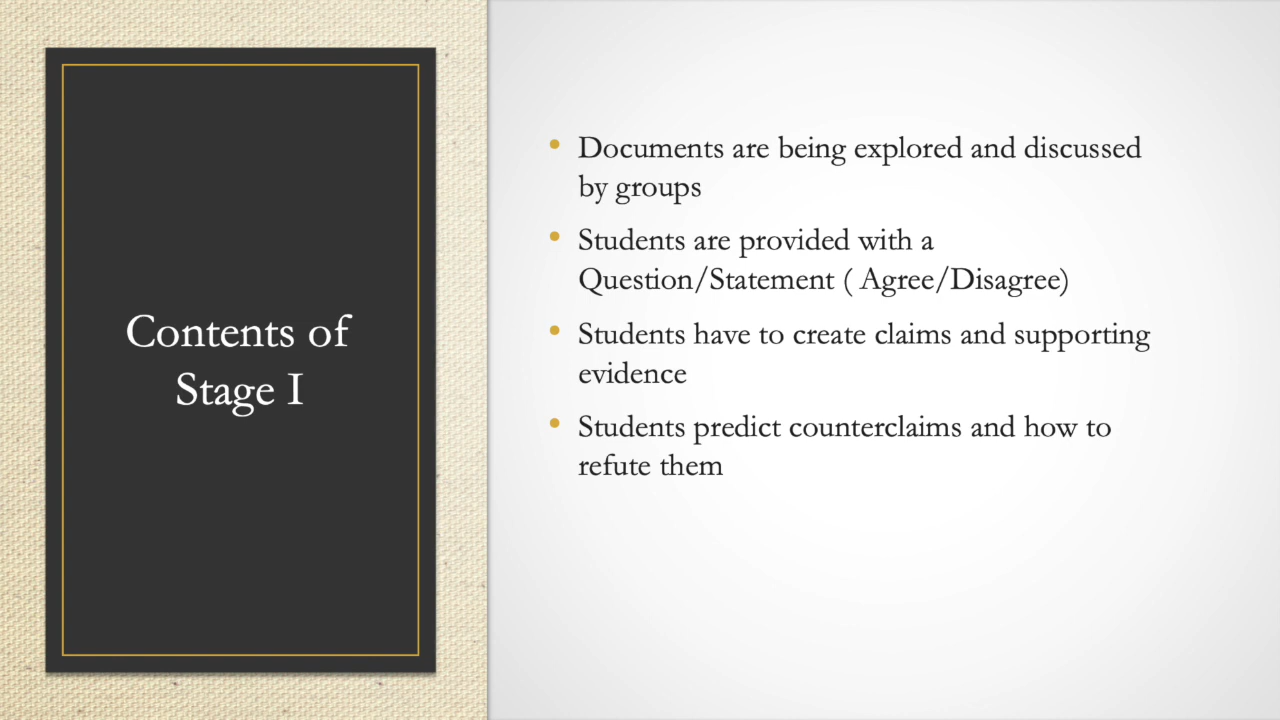 Contents of
Stage I
Documents are being explored and discussed
by groups
Students are provided with a
Question/Statement ( Agree/Disagree)
Students have to create claims and supporting
evidence
Students predict counterclaims and how to
refute them